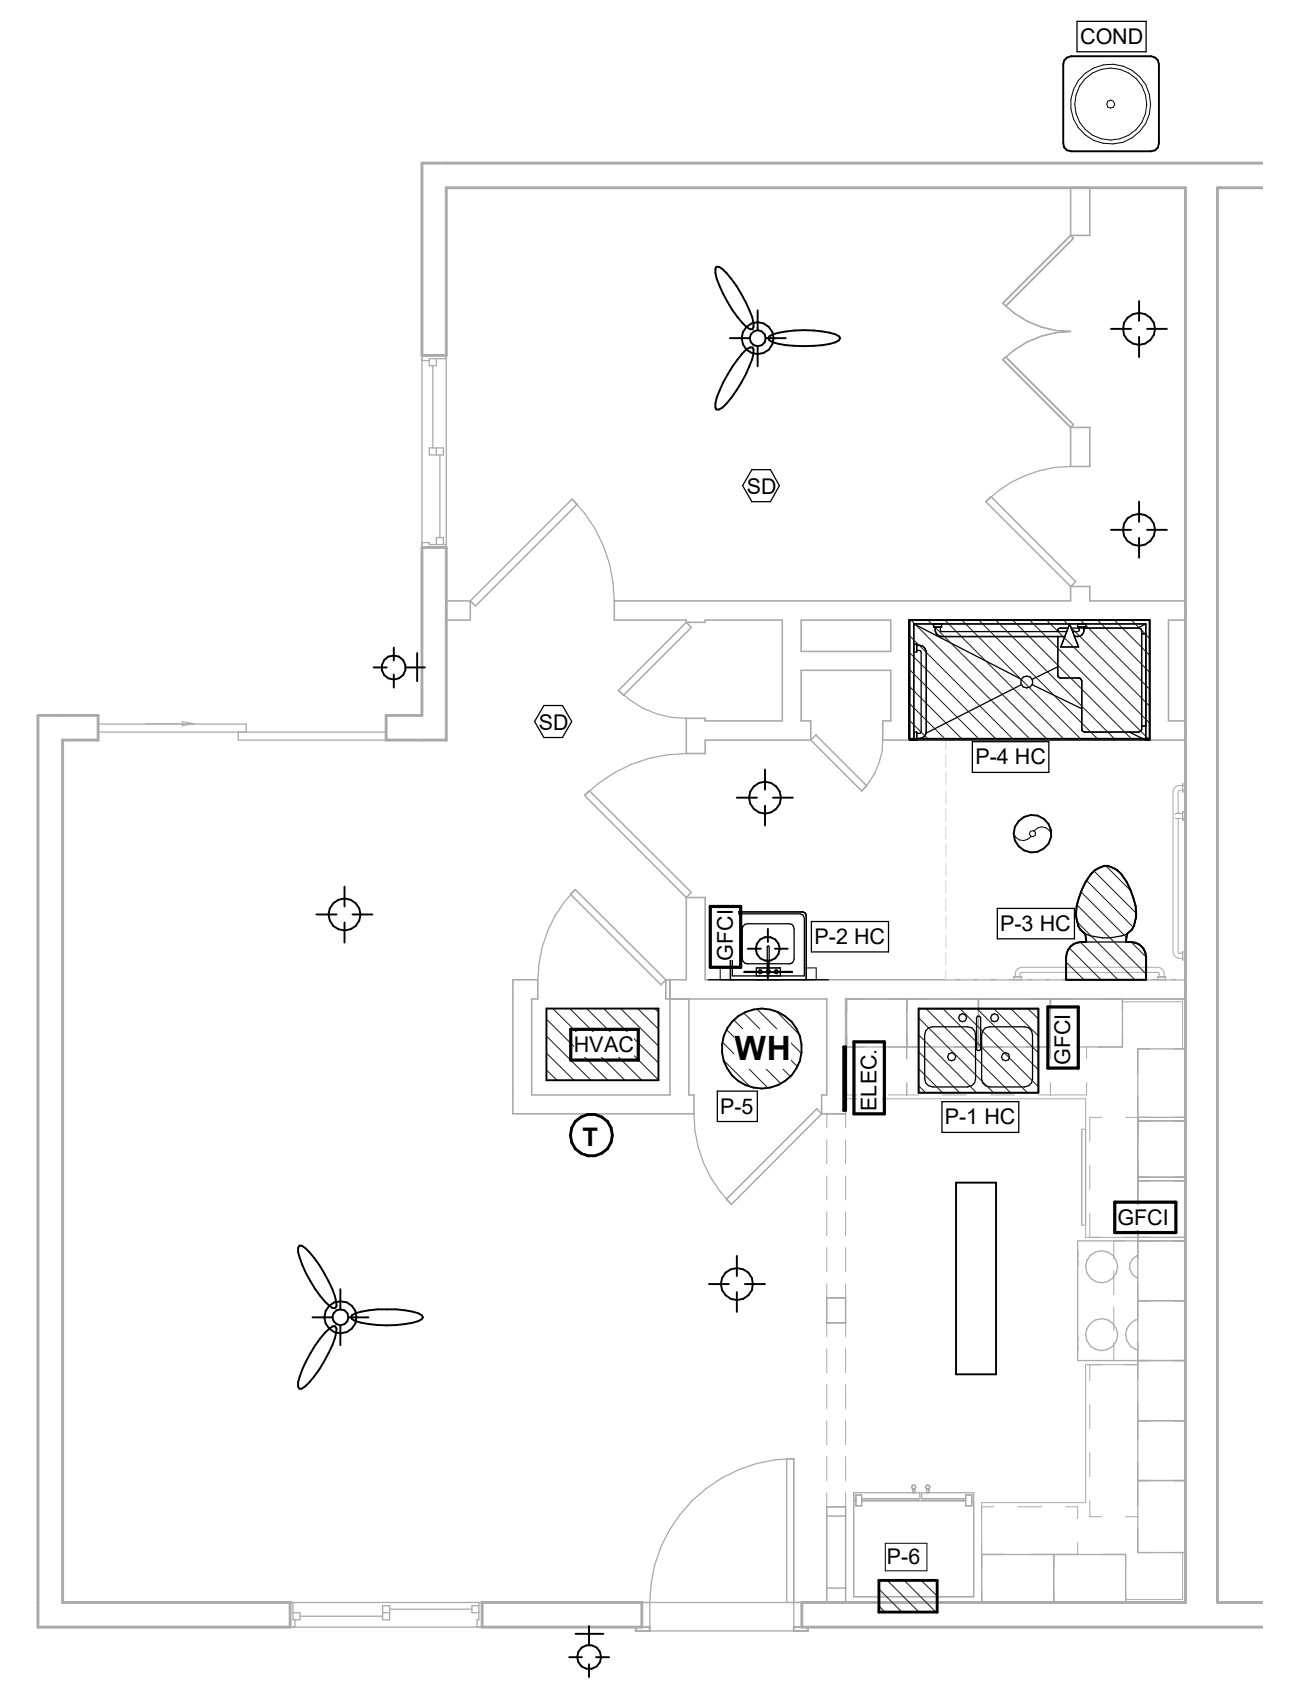 COND
SD
SD
P-4 HC
GFCI
P-2 HC
P-3 HC
HVAC
WH
ELEC.
GFCI
P-5
P-1 HC
T
GFCI
P-6